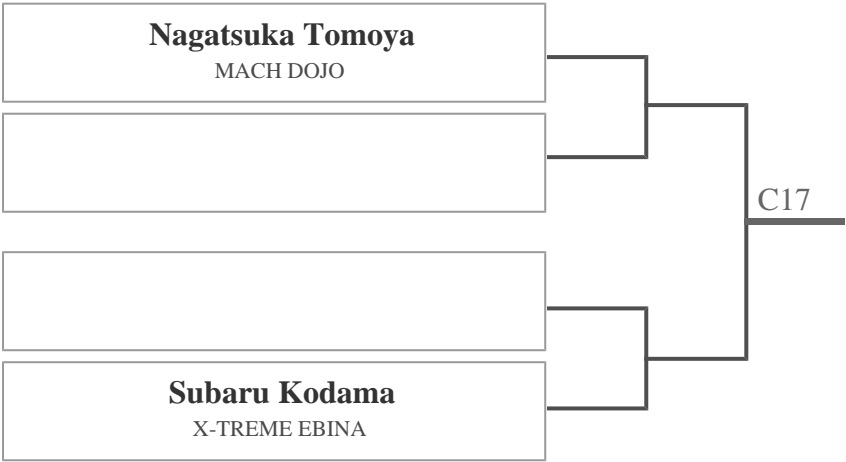 Nagatsuka Tomoya
MACH DOJO
C17
Subaru Kodama
X-TREME EBINA